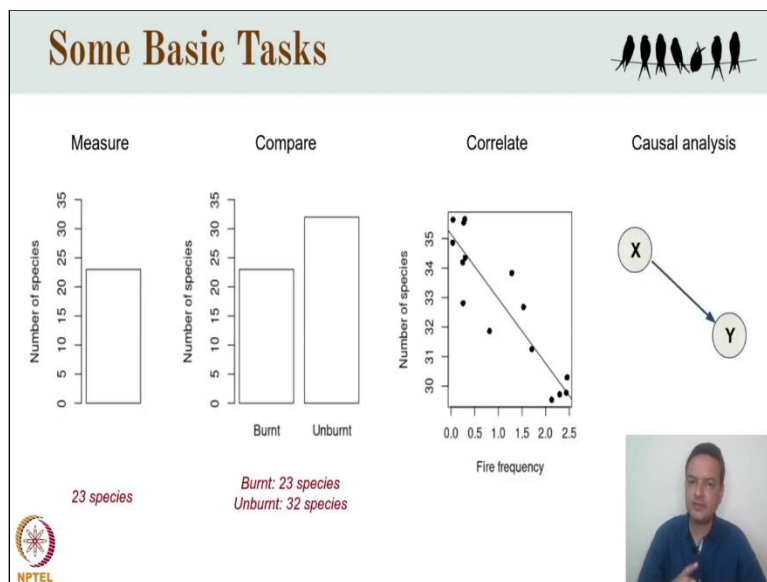 Some Basic Tasks
Measure
Number of species
35
30
25
20
15
10
5
0
23 species
Compare
Number of species
35
30
25
20
15
10
5
0
Burnt
Unburnt
Burnt: 23 species
Unburnt: 32 species
Correlate
Number of species
35
34
33
32
31
30
0.0 0.5 1.0 1.5 2.0 2.5
Fire frequency
Causal analysis
X
Y
NPTEL